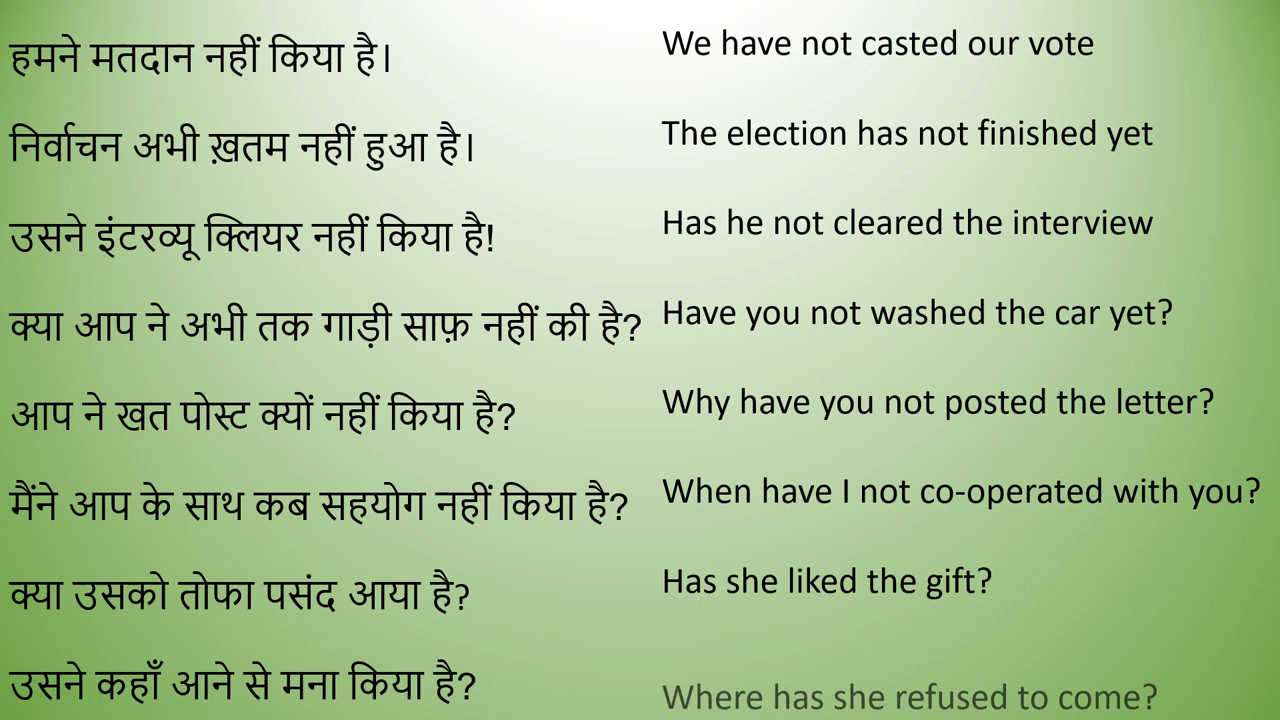 हमने मतदान नहीं किया है। We have not casted our vote
निर्वाचन अभी ख़तम नहीं हुआ है। The election has not finished yet
उसने इंटरव्यू क्लियर नहीं किया है! Has he not cleared the interview
क्या आप ने अभी तक गाड़ी साफ़ नहीं की है? Have you not washed the car yet?
आप ने खत पोस्ट क्यों नहीं किया है? Why have you not posted the letter?
मैंने आप के साथ कब सहयोग नहीं किया है? When have I not co-operated with you?
क्या उसको तोफा पसंद आया है? Has she liked the gift?
उसने कहाँ आने से मना किया है? Where has she refused to come?